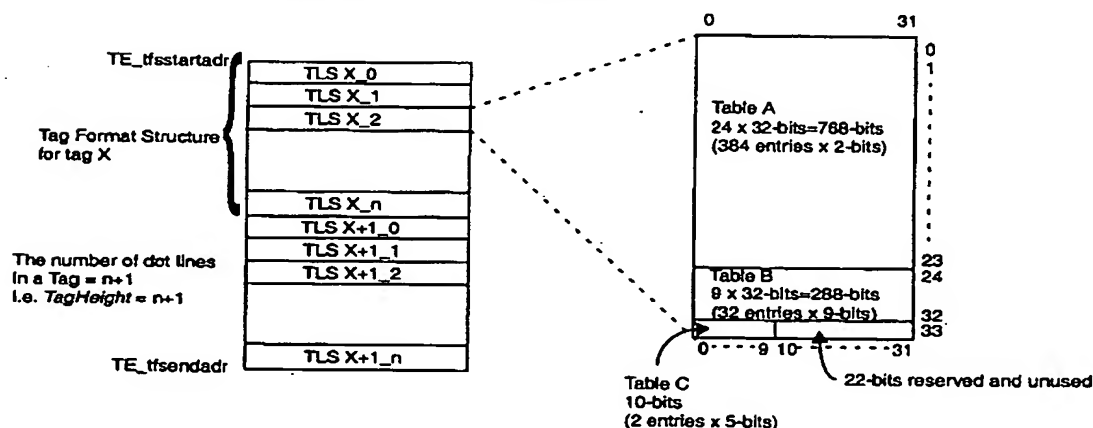 TE_tfsstartadr
TLS X_0
TLS X_1
TLS X_2
Tag Format Structure
for tag X
TLS X_n
TLS X+1_0
TLS X+1_1
TLS X+1_2
The number of dot lines
in a Tag = n+1
i.e. TagHeight = n+1
TLS X+1_n
TE_tfsendadr
0 31
0
1
Table A
24 x 32-bits=768-bits
(384 entries x 2-bits)
23
24
Table B
9 x 32-bits=288-bits
(32 entries x 9-bits)
32
33
0 9 10 31
Table C
10-bits
(2 entries x 5-bits)
22-bits reserved and unused